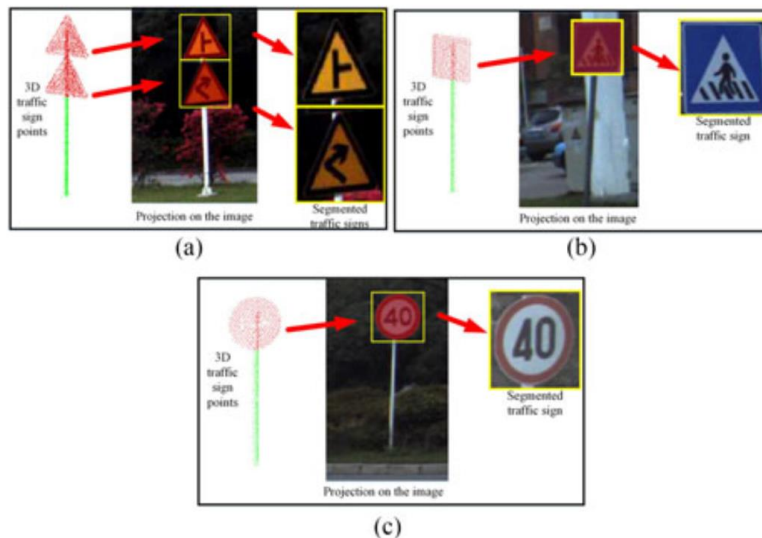 3D
traffic
sign
points
Projection on the image
Segmented
traffic signs
(a)
3D
traffic sign
points
Projection on the image
Segmented
traffic sign
(b)
3D
traffic
sign
points
40
40
Projection on the image
Segmented
traffic sign
(c)